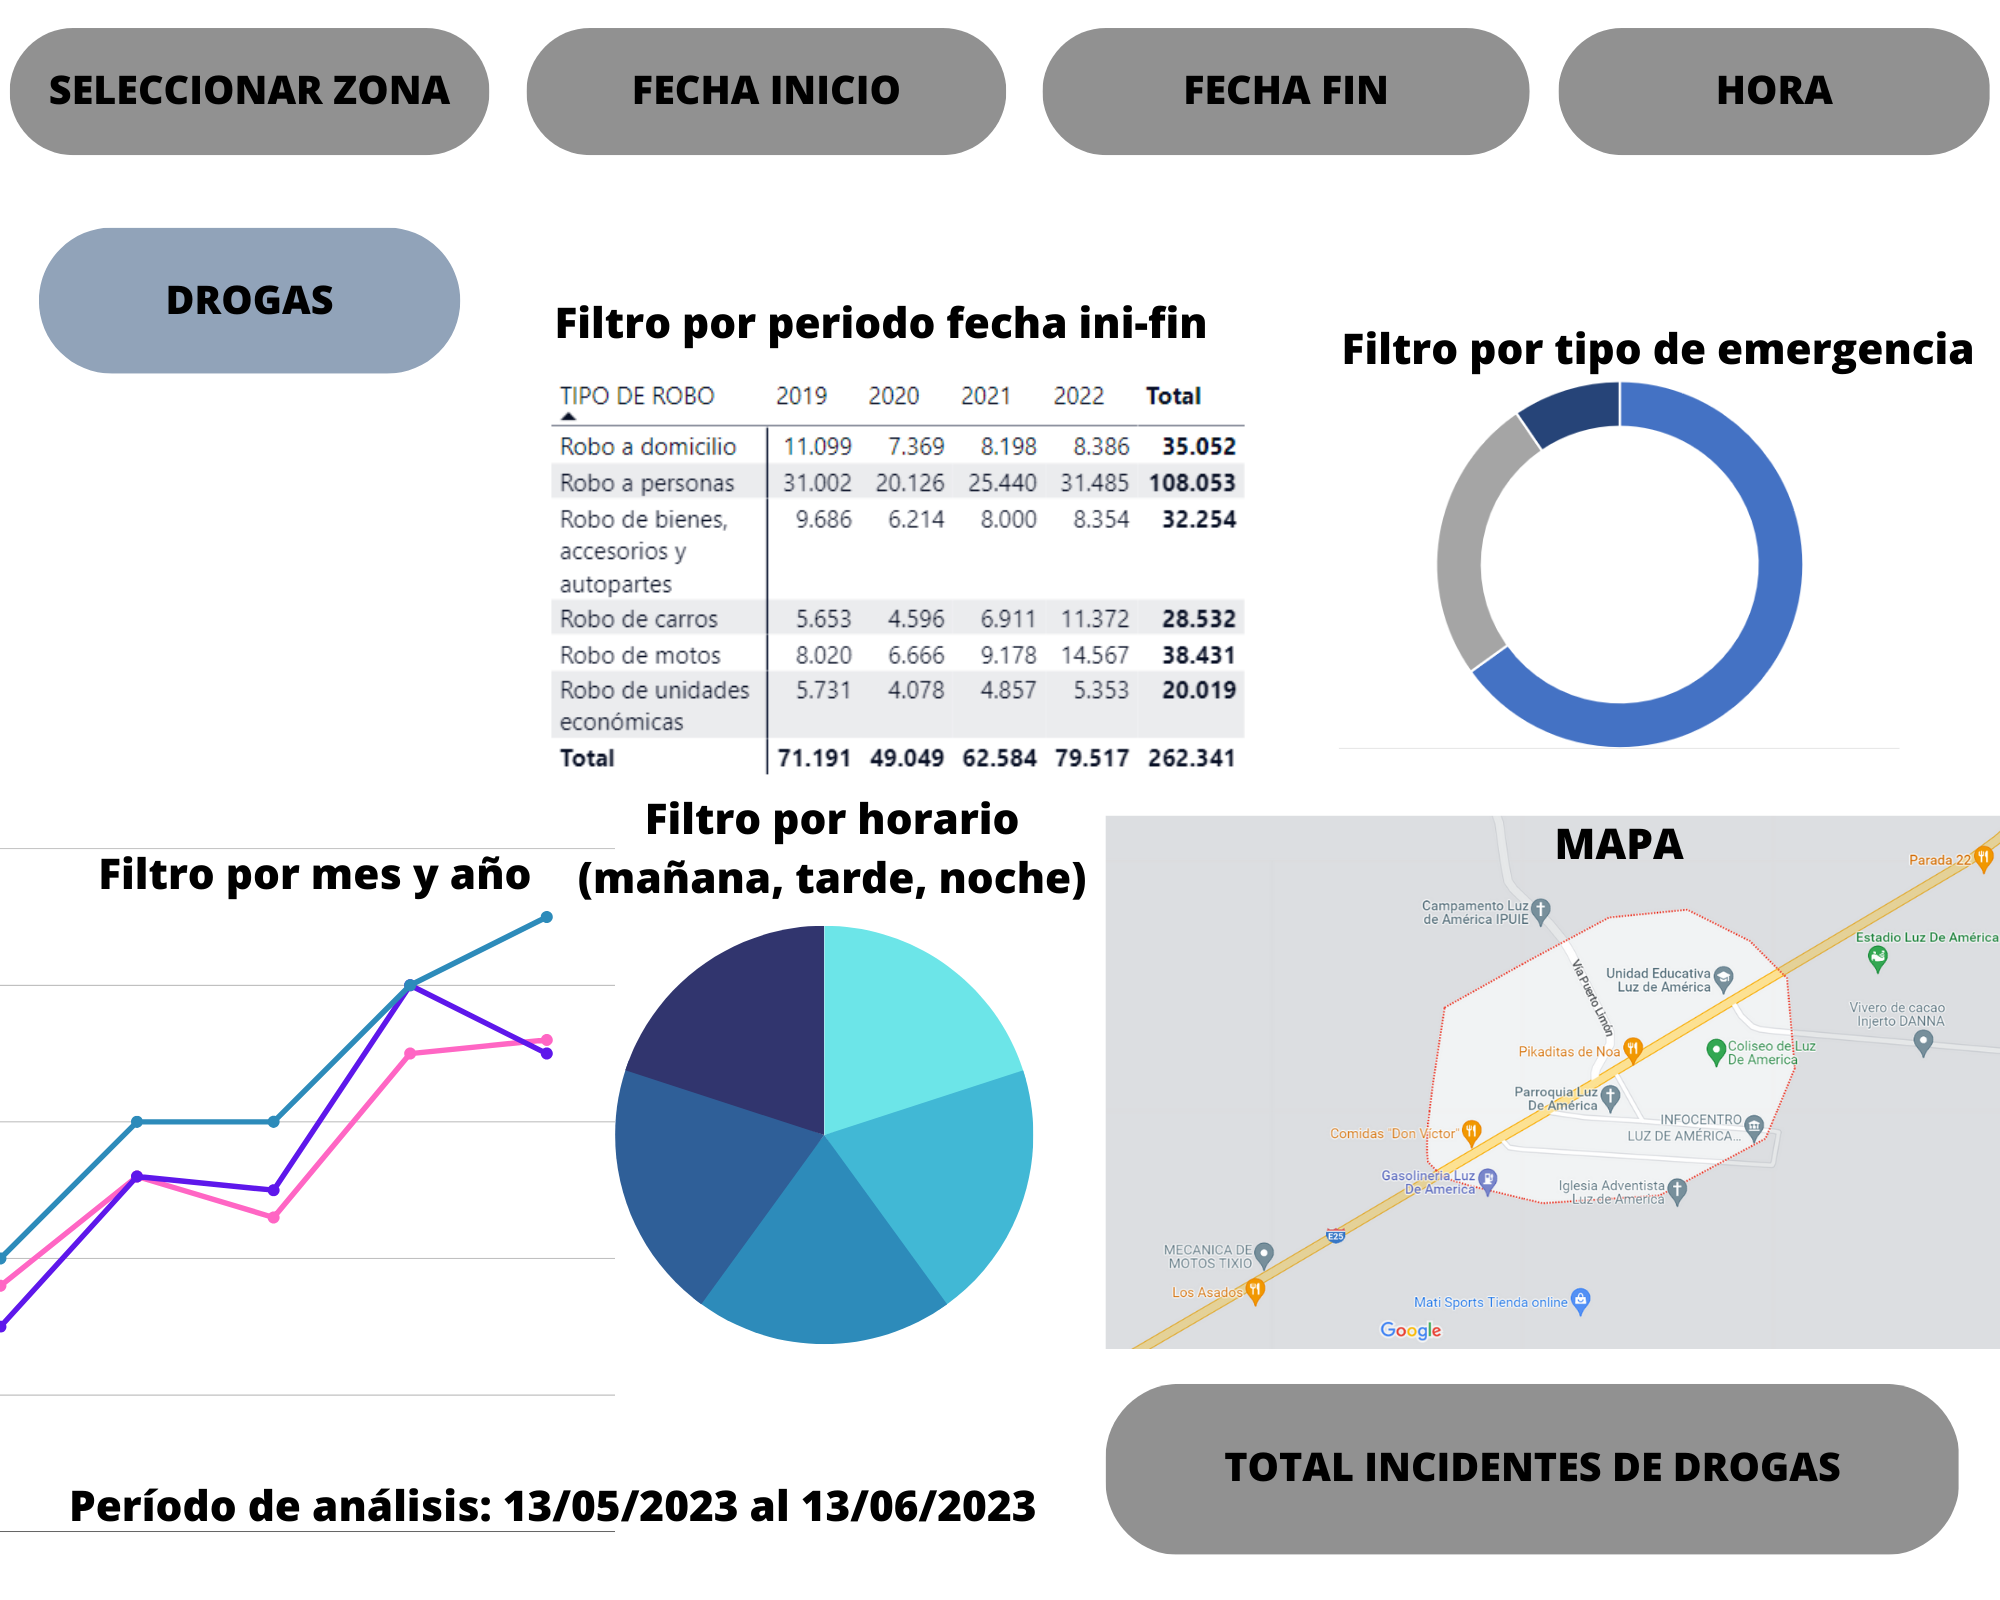 SELECCIONAR ZONA
FECHA INICIO
FECHA FIN
HORA
DROGAS
Filtro por periodo fecha ini-fin
TIPO DE ROBO 2019 2020 2021 2022 Total
Robo a domicilio 11.099 7.369 8.198 8.386 35.052
Robo a personas 31.002 20.126 25.440 31.485 108.053
Robo de bienes, 9.686 6.214 8.000 8.354 32.254
accesorios y
autopartes
Robo de carros 5.653 4.596 6.911 11.372 28.532
Robo de motos 8.020 6.666 9.178 14.567 38.431
Robo de unidades 5.731 4.078 4.857 5.353 20.019
económicas
Total 71.191 49.049 62.584 79.517 262.341
Filtro por tipo de emergencia
Filtro por mes y año
Filtro por horario
(mañana, tarde, noche)
MAPA
Parada 22
Campamento Luz
de América IPUIE
Estadio Luz De América
Vía Puerto Limón
Unidad Educativa
Luz de América
Vivero de cacao
Injerto DANNA
Pikaditas de Noa
Coliseo de Luz
De America
Parroquia Luz
De América
INFOCENTRO
LUZ DE AMÉRICA...
Comidas "Don Victor"
Gasolineria Luz
De America
Iglesia Adventista
Luz de America
E25
MECANICA DE
MOTOS TIXIO
Los Asados
Mati Sports Tienda online
Google
Período de análisis: 13/05/2023 al 13/06/2023
TOTAL INCIDENTES DE DROGAS